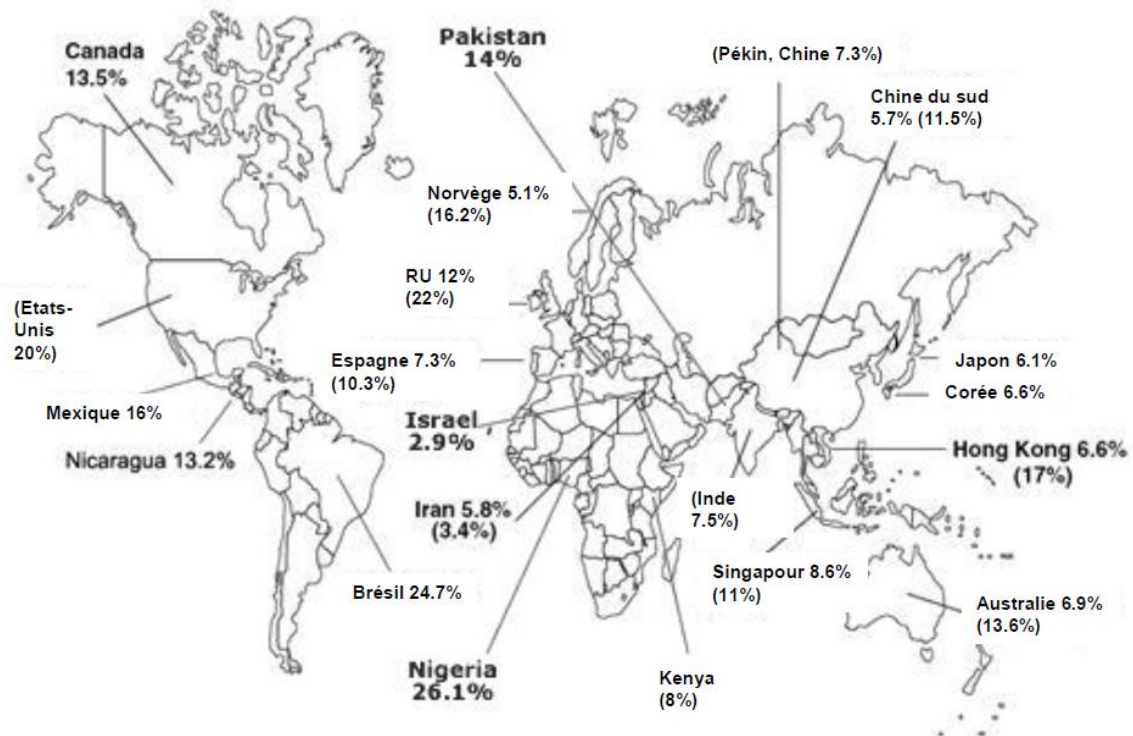 Canada
13.5%
Pakistan
14%
(Pékin, Chine 7.3%)
Chine du sud
5.7% (11.5%)
Norvège 5.1%
(16.2%)
RU 12%
(22%)
(Etats-
Unis
20%)
Espagne 7.3%
(10.3%)
Japon 6.1%
Corée 6.6%
Mexique 16%
Israel
2.9%
Nicaragua 13.2%
Hong Kong 6.6%
(17%)
Iran 5.8%
(3.4%)
(Inde
7.5%)
Singapour 8.6%
(11%)
Brésil 24.7%
Australie 6.9%
(13.6%)
Nigeria
26.1%
Kenya
(8%)